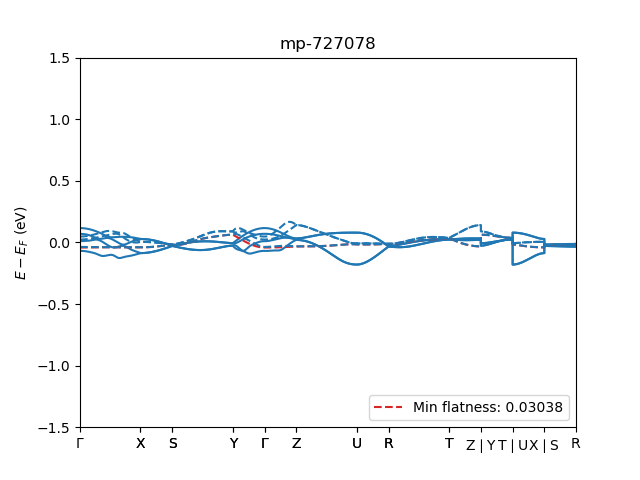 mp-727078
E − E_F (eV)
1.5
1.0
0.5
0.0
−0.5
−1.0
−1.5
Min flatness: 0.03038
Γ X S Y Γ Z U R T Z | Y T | U X | S R